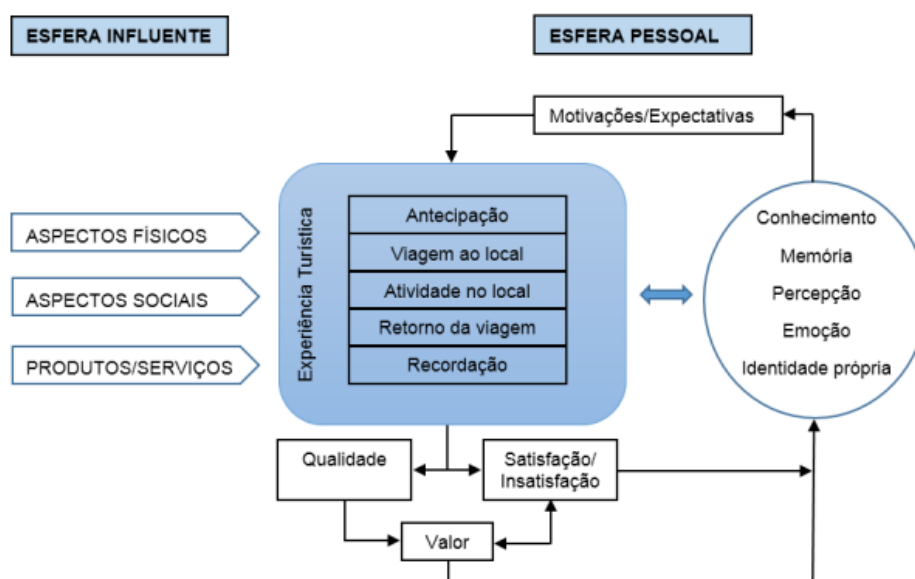 ESFERA INFLUENTE
ESFERA PESSOAL
Motivações/Expectativas
ASPECTOS FÍSICOS
ASPECTOS SOCIAIS
PRODUTOS/SERVIÇOS
Experiência Turística
Antecipação
Viagem ao local
Atividade no local
Retorno da viagem
Recordação
Conhecimento
Memória
Percepção
Emoção
Identidade própria
Qualidade
Satisfação/
Insatisfação
Valor